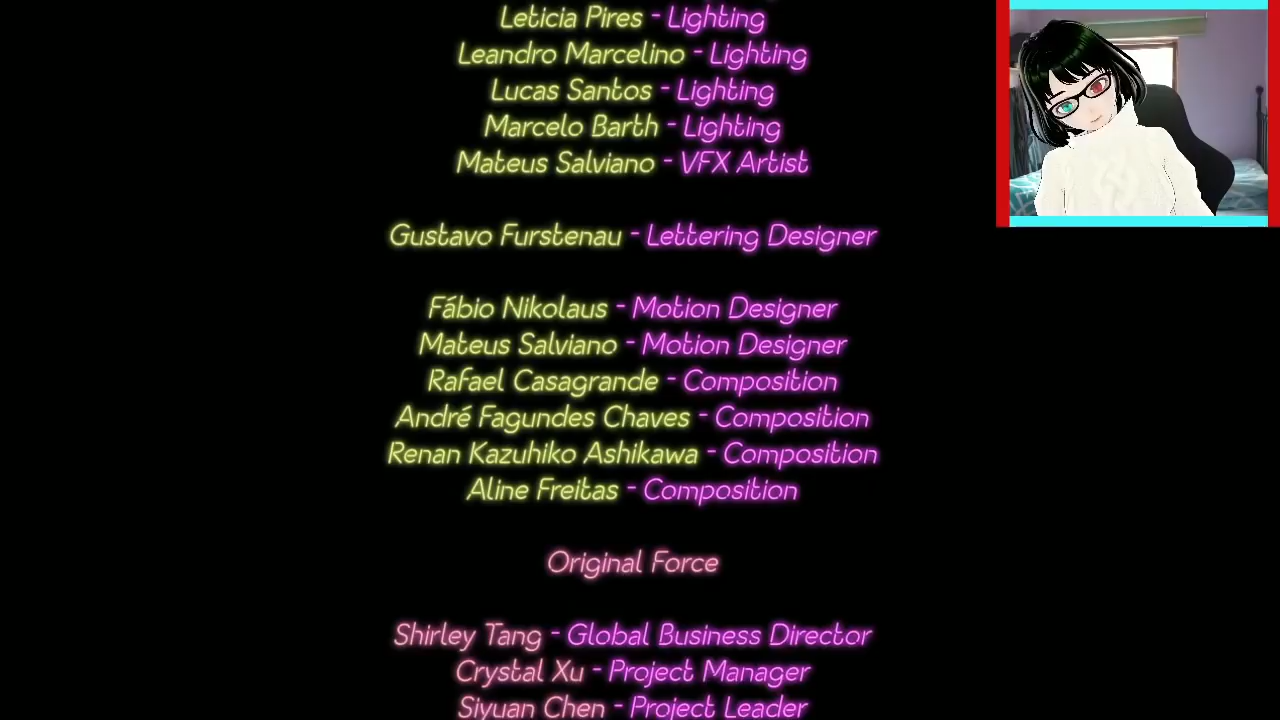 Leticia Pires - Lighting
Leandro Marcelino - Lighting
Lucas Santos - Lighting
Marcelo Barth - Lighting
Mateus Salviano - VFX Artist
Gustavo Furstenau - Lettering Designer
Fábio Nikolaus - Motion Designer
Mateus Salviano - Motion Designer
Rafael Casagrande - Composition
André Fagundes Chaves - Composition
Renan Kazuhiko Ashikawa - Composition
Aline Freitas - Composition
Original Force
Shirley Tang - Global Business Director
Crystal Xu - Project Manager
Siyuan Chen - Project Leader